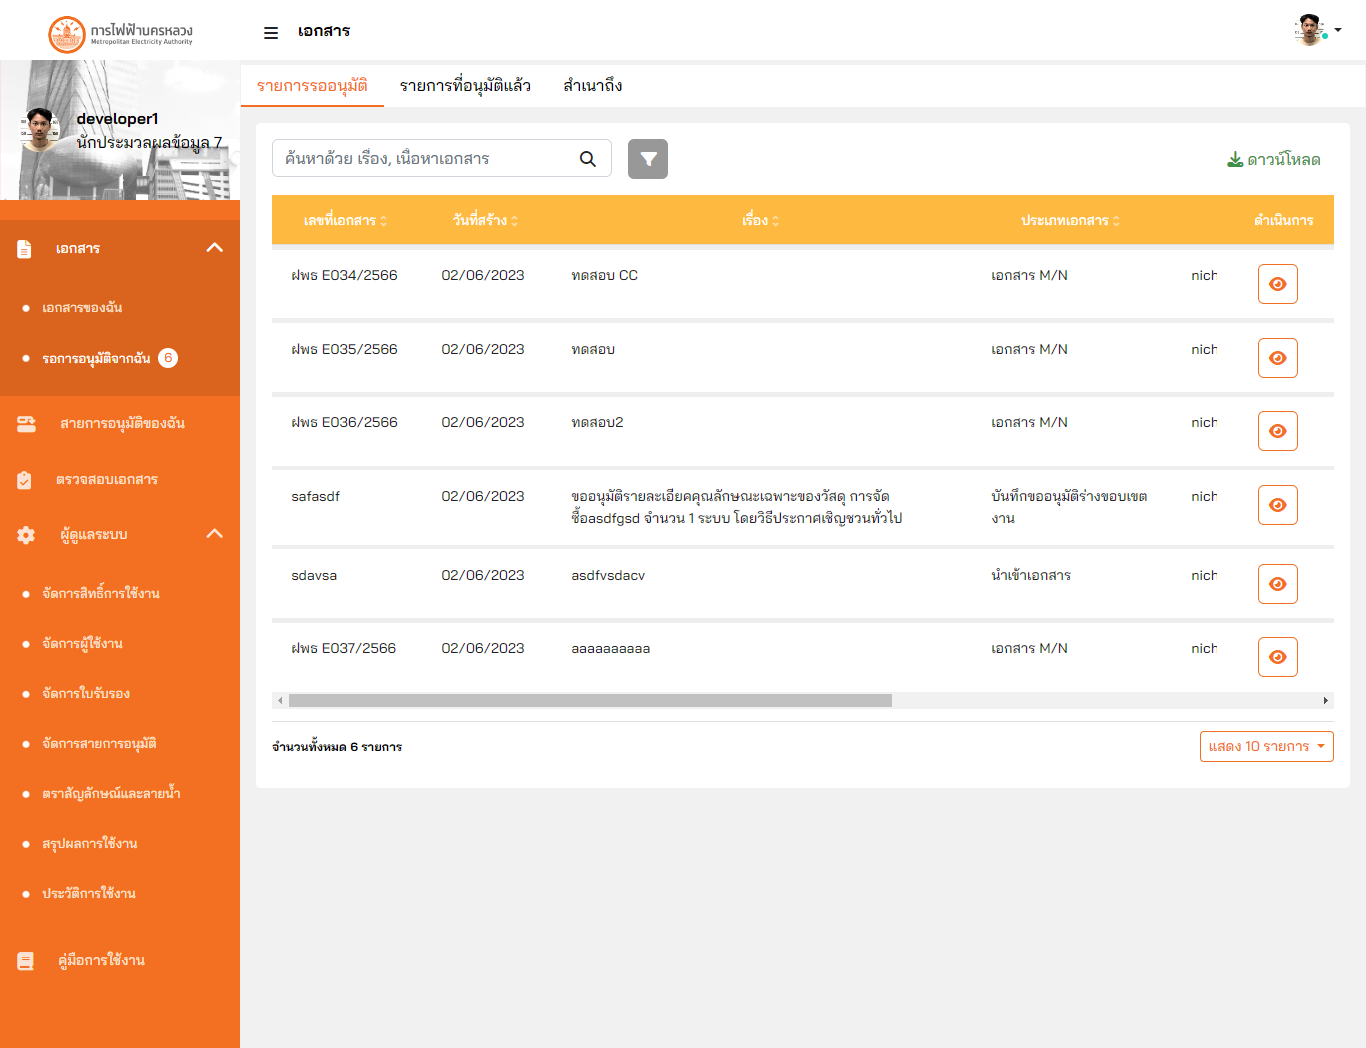 การไฟฟ้านครหลวง
Metropolitan Electricity Authority
เอกสาร
developer1
นักประมวลผลข้อมูล 7
เอกสาร
เอกสารของฉัน
รอการอนุมัติจากฉัน 6
สายการอนุมัติของฉัน
ตรวจสอบเอกสาร
ผู้ดูแลระบบ
จัดการสิทธิ์การใช้งาน
จัดการผู้ใช้งาน
จัดการใบรับรอง
จัดการสายการอนุมัติ
ตราสัญลักษณ์และลายน้ำ
สรุปผลการใช้งาน
ประวัติการใช้งาน
คู่มือการใช้งาน
รายการรออนุมัติ รายการที่อนุมัติแล้ว สำเนาถึง
ค้นหาด้วย เรื่อง, เนื้อหาเอกสาร
ดาวน์โหลด
เลขที่เอกสาร วันที่สร้าง เรื่อง ประเภทเอกสาร ดำเนินการ
ฝพธ E034/2566 02/06/2023 ทดสอบ CC เอกสาร M/N nich
ฝพธ E035/2566 02/06/2023 ทดสอบ เอกสาร M/N nich
ฝพธ E036/2566 02/06/2023 ทดสอบ2 เอกสาร M/N nich
safasdf 02/06/2023 ขออนุมัติรายละเอียดคุณลักษณะเฉพาะของวัสดุ การจัด บันทึกขออนุมัติร่างขอบเขต nich
ซื้อasdfgsd จำนวน 1 ระบบ โดยวิธีประกาศเชิญชวนทั่วไป งาน
sdavsa 02/06/2023 asdfvsdacv นำเข้าเอกสาร nich
ฝพธ E037/2566 02/06/2023 aaaaaaaaaa เอกสาร M/N nich
จำนวนทั้งหมด 6 รายการ
แสดง 10 รายการ